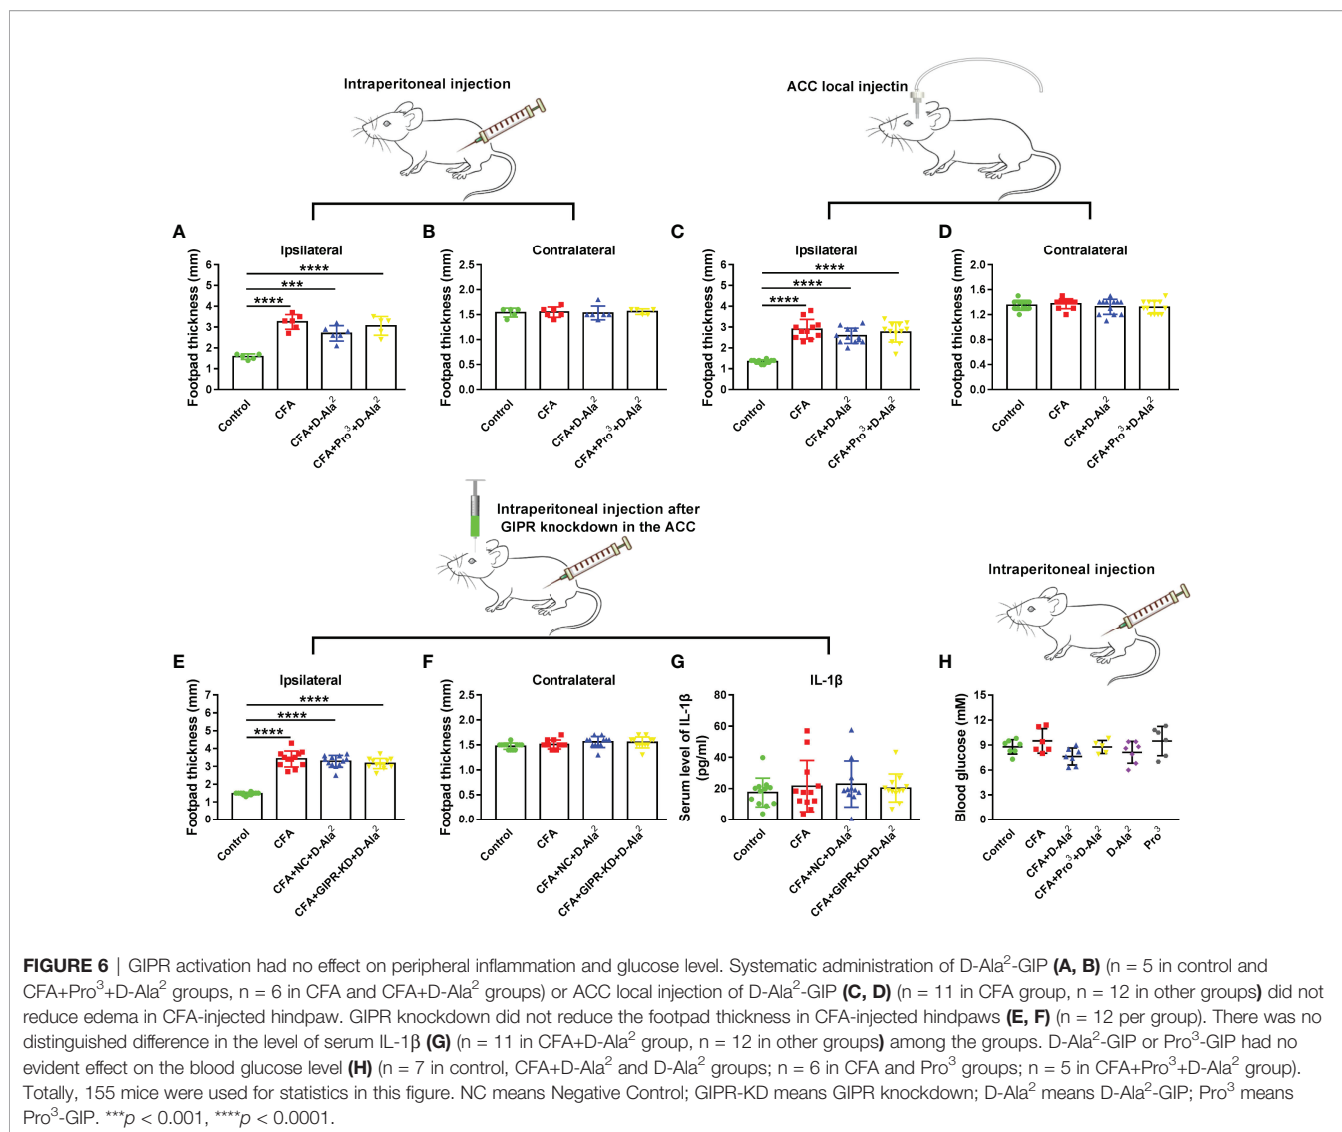 Intraperitoneal injection
ACC local injectin
A
Ipsilateral
Footpad thickness (mm)
6
5
4
3
2
1
0
****
***
****
Control
CFA
CFA+D-Ala²
CFA+Pro³+D-Ala²
B
Contralateral
Footpad thickness (mm)
2.5
2.0
1.5
1.0
0.5
0.0
Control
CFA
CFA+D-Ala²
CFA+Pro³+D-Ala²
C
Ipsilateral
Footpad thickness (mm)
6
5
4
3
2
1
0
****
****
****
Control
CFA
CFA+D-Ala²
CFA+Pro³+D-Ala²
D
Contralateral
Footpad thickness (mm)
2.0
1.6
1.2
0.8
0.4
0.0
Control
CFA
CFA+D-Ala²
CFA+Pro³+D-Ala²
Intraperitoneal injection after
GIPR knockdown in the ACC
Intraperitoneal injection
E
Ipsilateral
Footpad thickness (mm)
7
6
5
4
3
2
1
0
****
****
****
Control
CFA
CFA+NC+D-Ala²
CFA+GIPR-KD+D-Ala²
F
Contralateral
Footpad thickness (mm)
2.5
2.0
1.5
1.0
0.5
0.0
Control
CFA
CFA+NC+D-Ala²
CFA+GIPR-KD+D-Ala²
G
IL-1β
Serum level of IL-1β
(pg/ml)
80
60
40
20
0
Control
CFA
CFA+NC+D-Ala²
CFA+GIPR-KD+D-Ala²
H
Blood glucose (mM)
15
12
9
6
3
0
Control
CFA
CFA+D-Ala²
CFA+Pro³+D-Ala²
D-Ala²
Pro³
FIGURE 6 | GIPR activation had no effect on peripheral inflammation and glucose level. Systematic administration of D-Ala²-GIP (A, B) (n = 5 in control and
CFA+Pro³+D-Ala² groups, n = 6 in CFA and CFA+D-Ala² groups) or ACC local injection of D-Ala²-GIP (C, D) (n = 11 in CFA group, n = 12 in other groups) did not
reduce edema in CFA-injected hindpaw. GIPR knockdown did not reduce the footpad thickness in CFA-injected hindpaws (E, F) (n = 12 per group). There was no
distinguished difference in the level of serum IL-1β (G) (n = 11 in CFA+D-Ala² group, n = 12 in other groups) among the groups. D-Ala²-GIP or Pro³-GIP had no
evident effect on the blood glucose level (H) (n = 7 in control, CFA+D-Ala² and D-Ala² groups; n = 6 in CFA and Pro³ groups; n = 5 in CFA+Pro³+D-Ala² group).
Totally, 155 mice were used for statistics in this figure. NC means Negative Control; GIPR-KD means GIPR knockdown; D-Ala² means D-Ala²-GIP; Pro³ means
Pro³-GIP. ***p < 0.001, ****p < 0.0001.